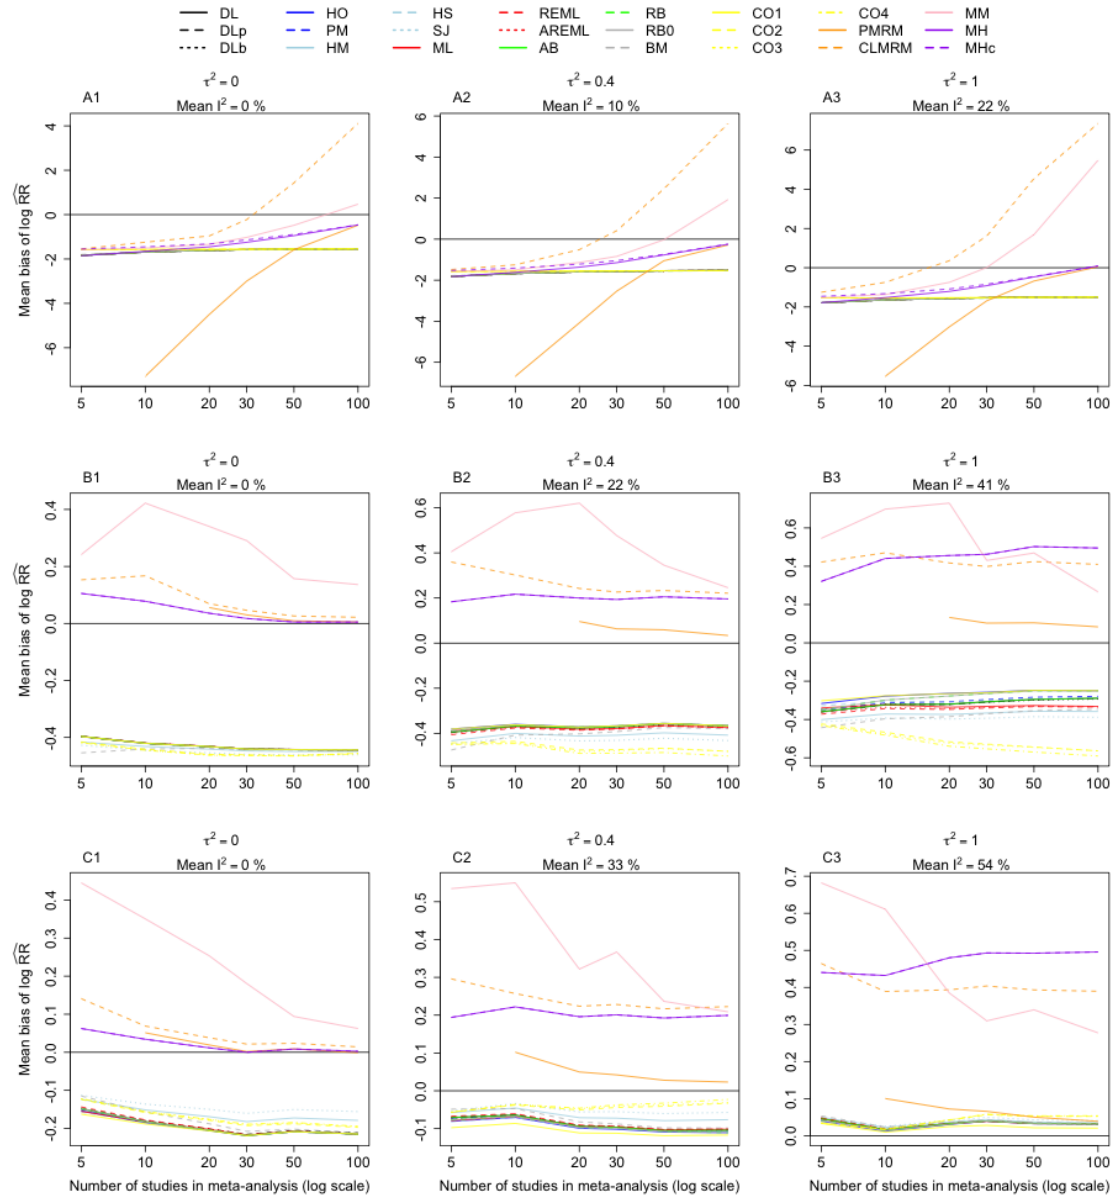 DL HO HS REML RB CO1 CO4 MM
DLp PM SJ AREML RB0 CO2 PMRM MH
DLb HM ML AB BM CO3 CLMRM MHc
τ² = 0 τ² = 0.4 τ² = 1
A1 Mean I² = 0 % A2 Mean I² = 10 % A3 Mean I² = 22 %
Mean bias of log R̂R
4 2 0 -2 -4 -6
6 4 2 0 -2 -4 -6
6 4 2 0 -2 -4 -6
5 10 20 30 50 100 5 10 20 30 50 100 5 10 20 30 50 100
τ² = 0 τ² = 0.4 τ² = 1
B1 Mean I² = 0 % B2 Mean I² = 22 % B3 Mean I² = 41 %
Mean bias of log R̂R
0.4 0.2 0.0 -0.2 -0.4
0.6 0.4 0.2 0.0 -0.2 -0.4
0.6 0.4 0.2 0.0 -0.2 -0.4 -0.6
5 10 20 30 50 100 5 10 20 30 50 100 5 10 20 30 50 100
τ² = 0 τ² = 0.4 τ² = 1
C1 Mean I² = 0 % C2 Mean I² = 33 % C3 Mean I² = 54 %
Mean bias of log R̂R
0.4 0.3 0.2 0.1 0.0 -0.1 -0.2
0.5 0.4 0.3 0.2 0.1 0.0 -0.1
0.7 0.6 0.5 0.4 0.3 0.2 0.1 0.0
5 10 20 30 50 100 5 10 20 30 50 100 5 10 20 30 50 100
Number of studies in meta-analysis (log scale) Number of studies in meta-analysis (log scale) Number of studies in meta-analysis (log scale)